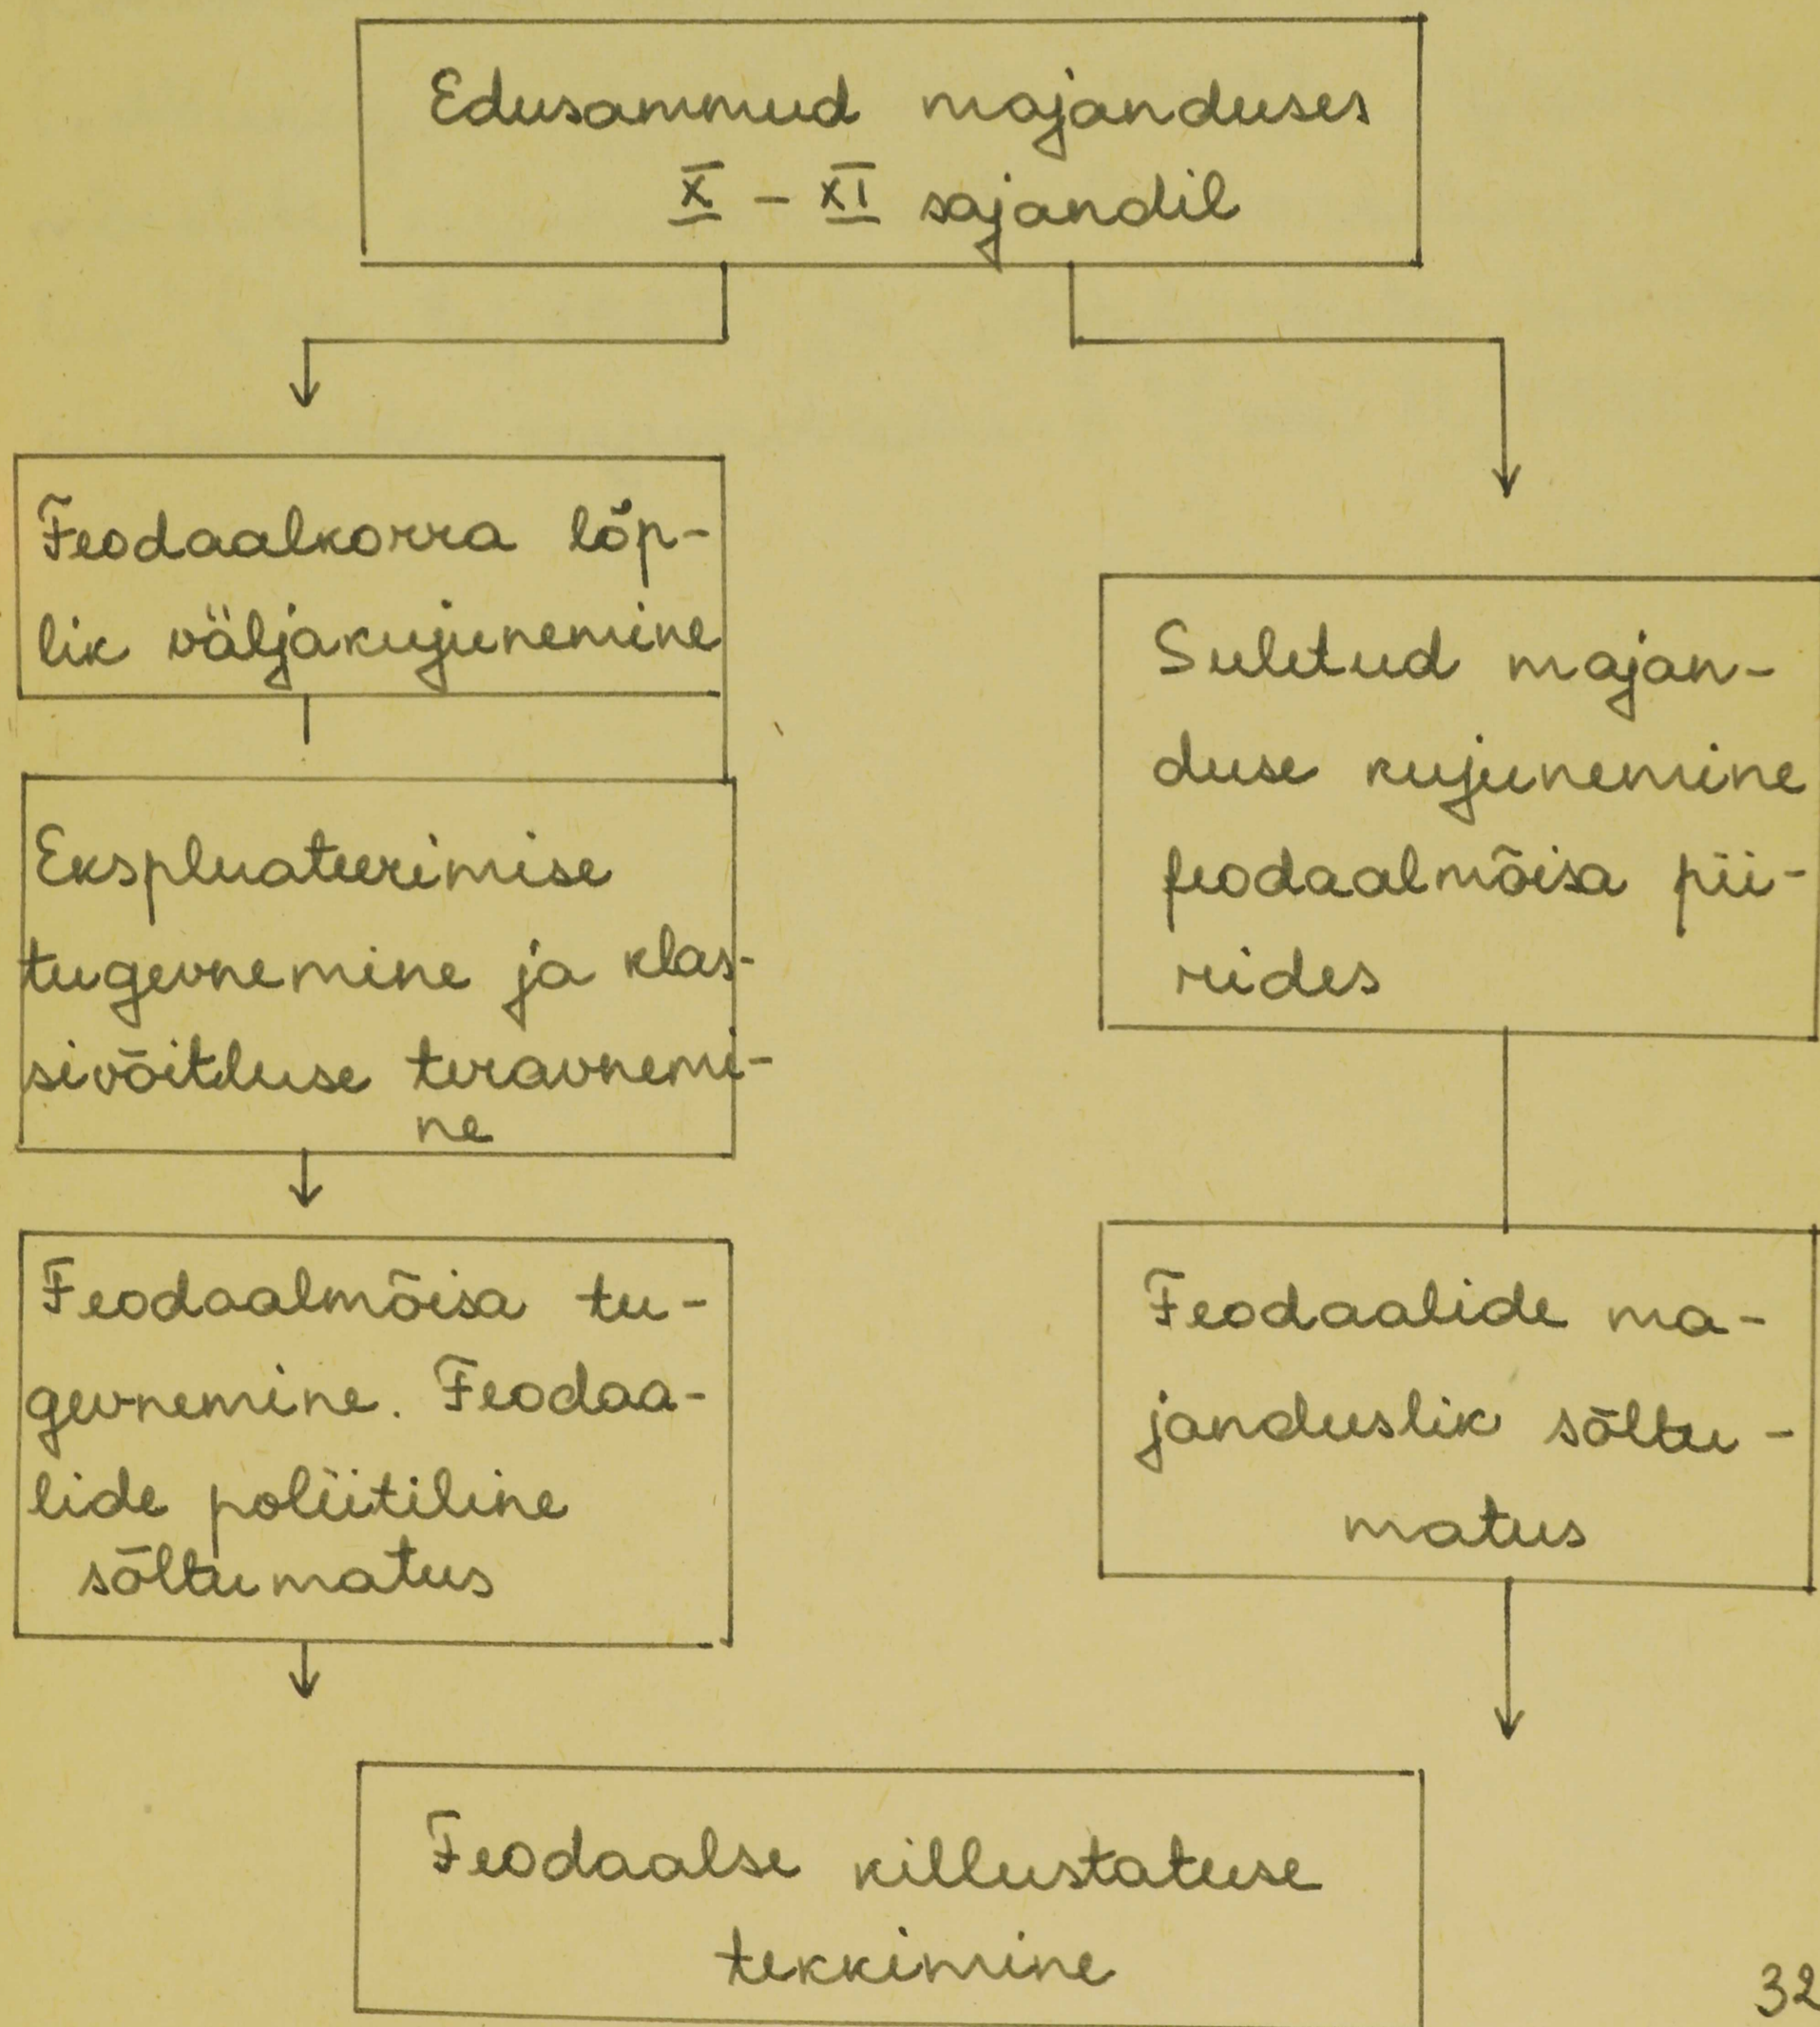 Edusammud majanduses
X - XI sajandil
Feodaalkorra lõp-
lik väljakujunemine
Ekspluateerimise
tugevnemine ja klas-
sivõitluse teravnemi-
ne
Feodaalmõisa tu-
gevnemine. Feodaa-
lide poliitiline
sõltumatus
Suletud majan-
duse kujunemine
feodaalmõisa pii-
rides
Feodaalide ma-
janduslik sõltu-
matus
Feodaalse killustatuse
tekkimine
32